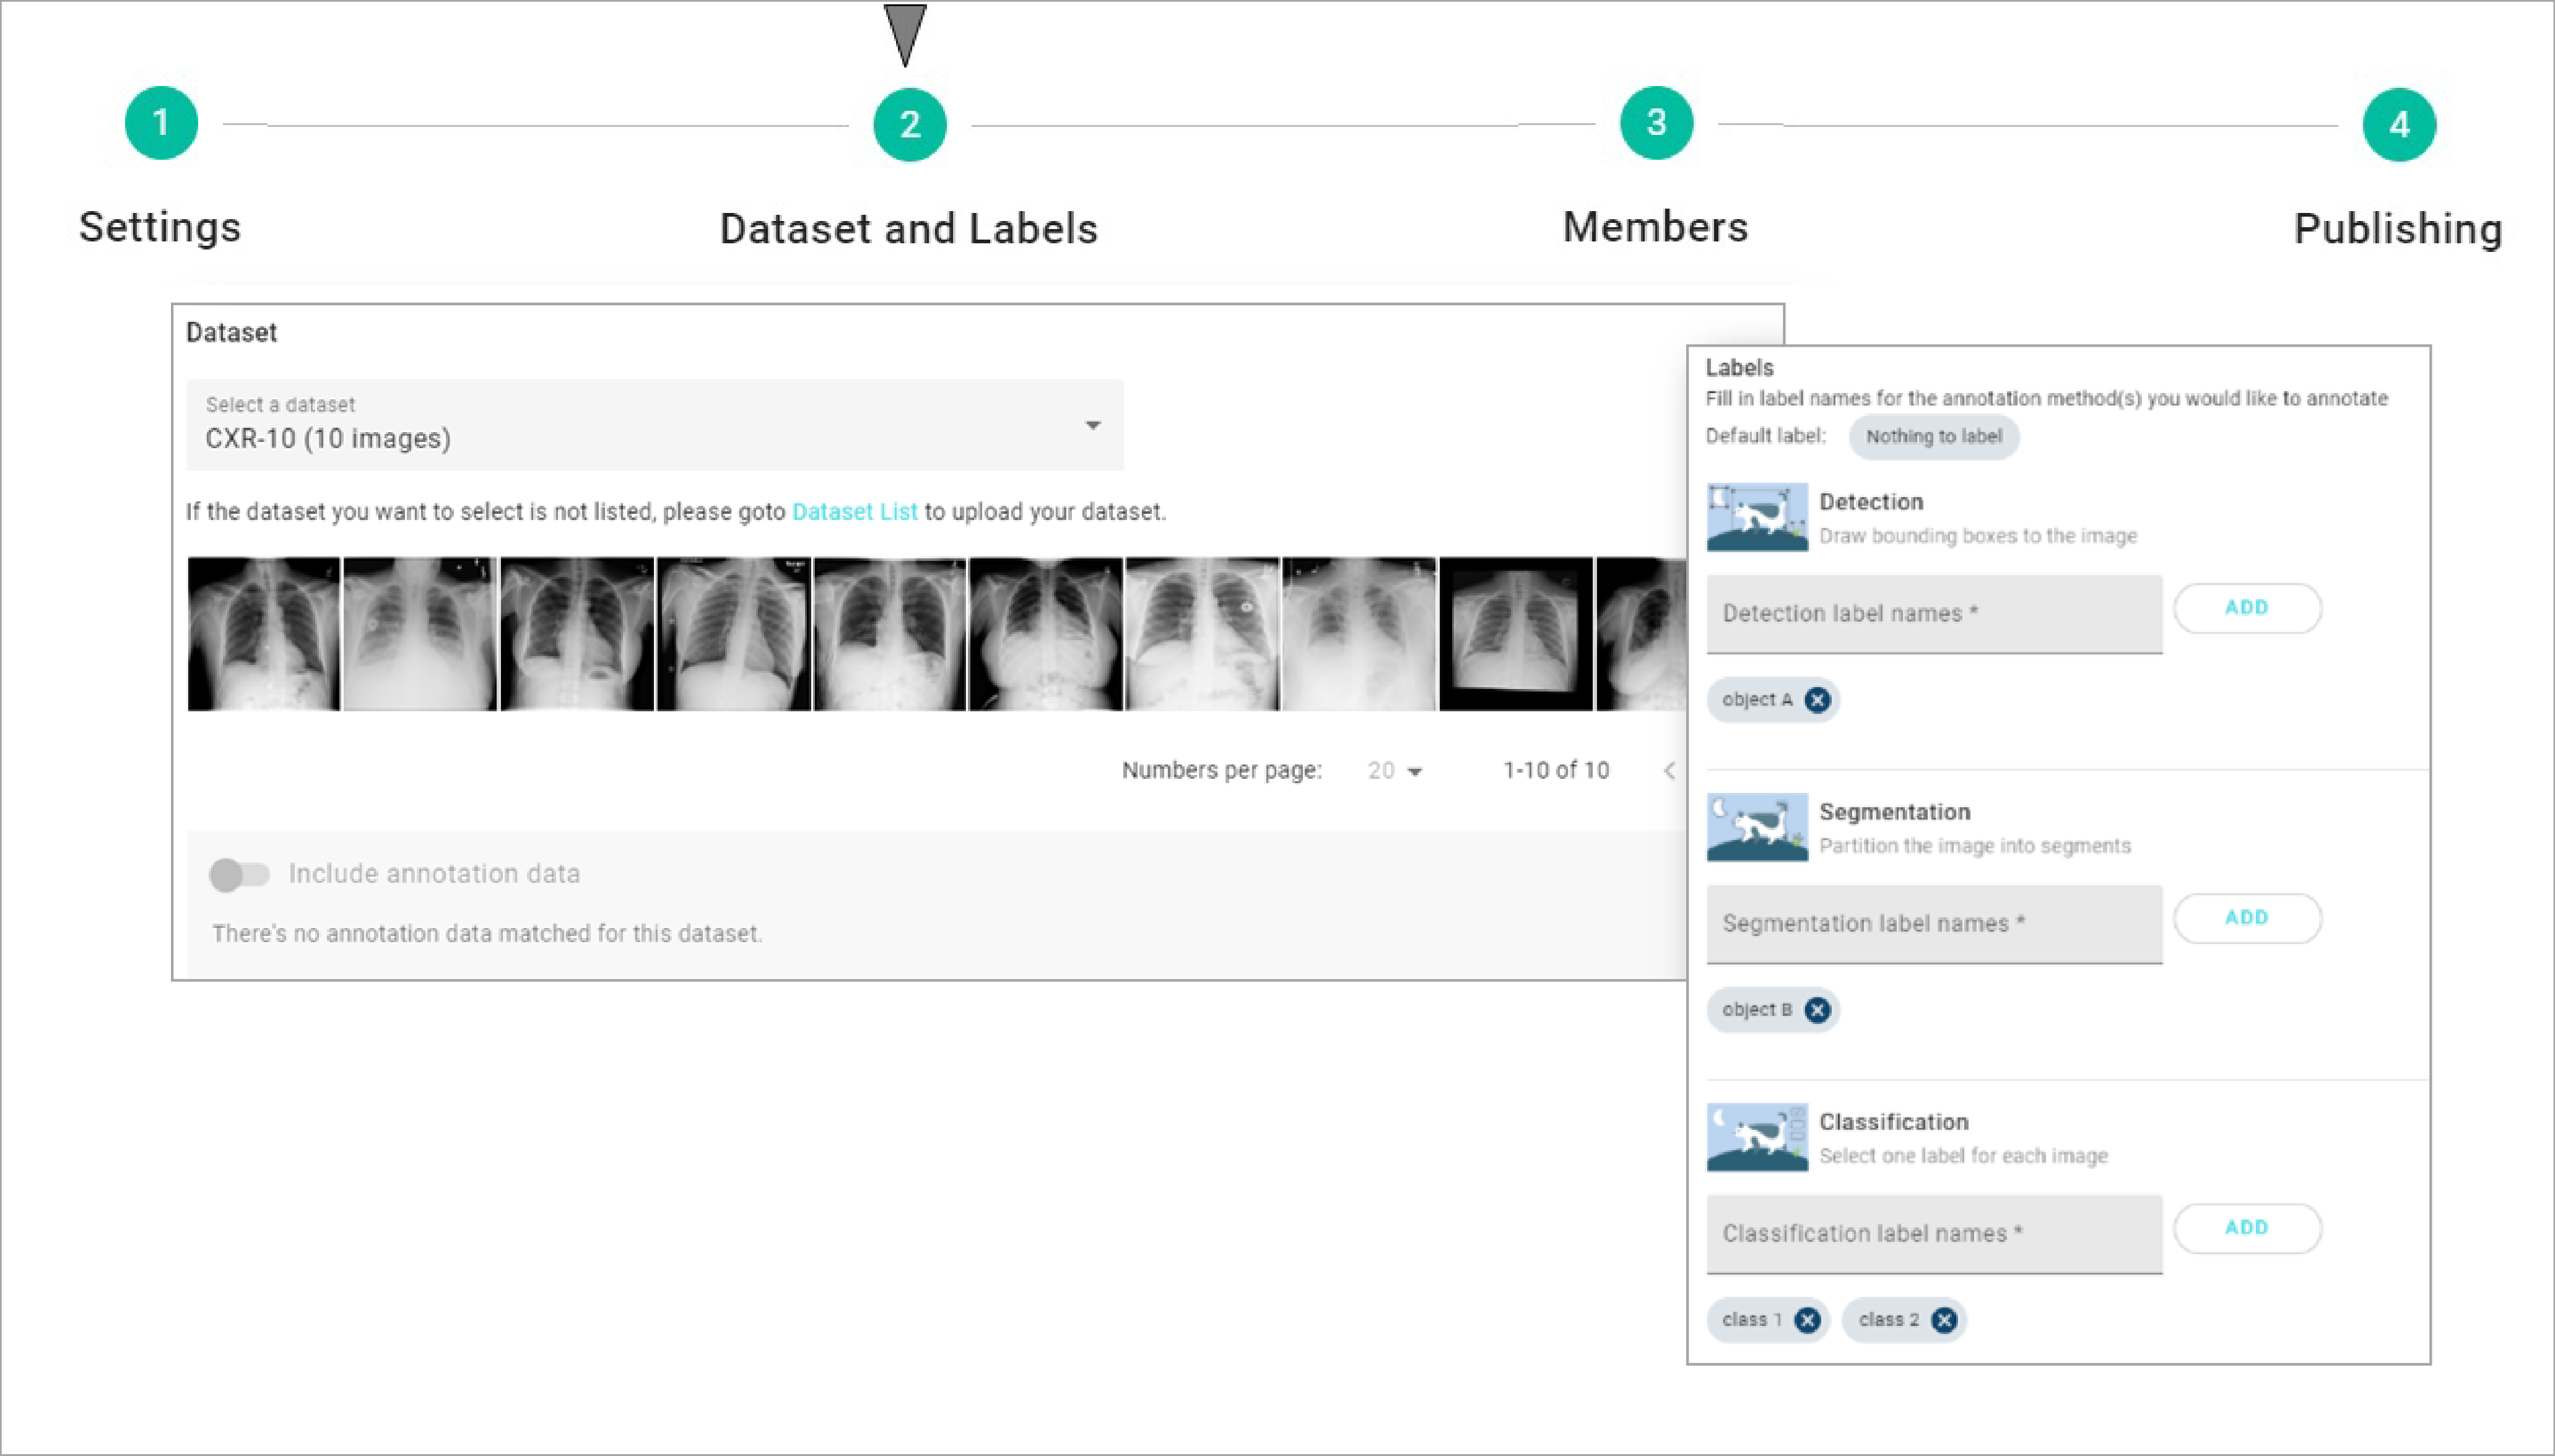 1
2
3
4
Settings
Dataset and Labels
Members
Publishing
Dataset
Select a dataset
CXR-10 (10 images)
If the dataset you want to select is not listed, please goto Dataset List to upload your dataset.
Numbers per page: 20 1-10 of 10
Include annotation data
There's no annotation data matched for this dataset.
Labels
Fill in label names for the annotation method(s) you would like to annotate
Default label: Nothing to label
Detection
Draw bounding boxes to the image
Detection label names *
ADD
object A
Segmentation
Partition the image into segments
Segmentation label names *
ADD
object B
Classification
Select one label for each image
Classification label names *
ADD
class 1 class 2